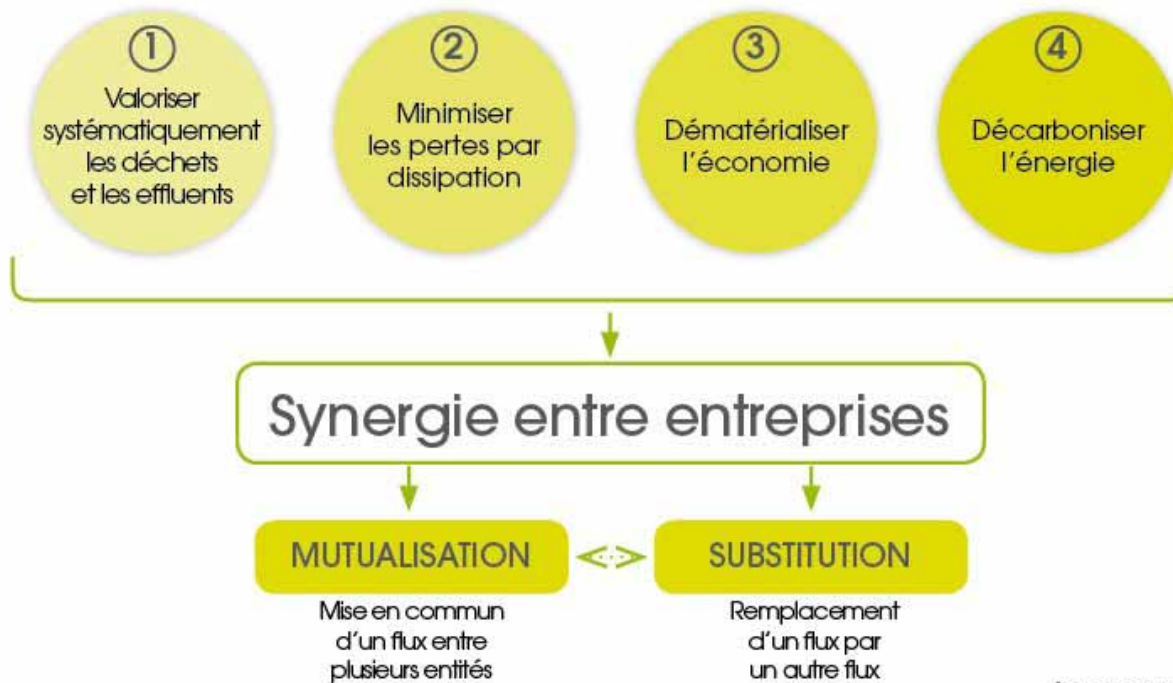 1
Valoriser
systématiquement
les déchets
et les effluents
2
Minimiser
les pertes par
dissipation
3
Dématérialiser
l'économie
4
Décarboniser
l'énergie
Synergie entre entreprises
MUTUALISATION
Mise en commun
d'un flux entre
plusieurs entités
SUBSTITUTION
Remplacement
d'un flux par
un autre flux